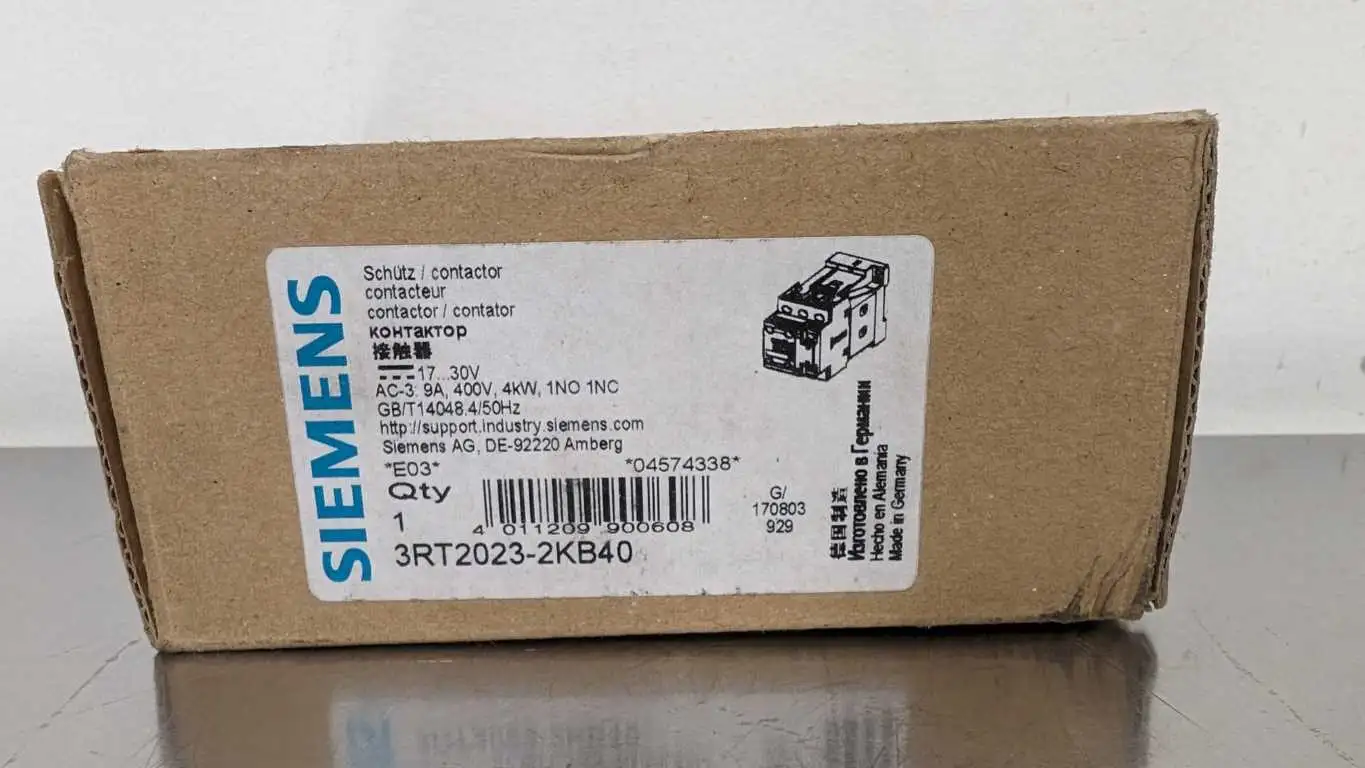 SIEMENS
Schütz / contactor
contacteur
contactor / contator
контактор
接触器
17...30V
AC-3: 9A, 400V, 4kW, 1NO 1NC
GB/T14048.4/50Hz
http://support.industry.siemens.com
Siemens AG, DE-92220 Amberg
*E03* *04574338*
Qty
1
4 011209 900608
3RT2023-2KB40
G/
170803
929
德国制造
Изготовлено в Германии
Hecho en Alemania
Made in Germany